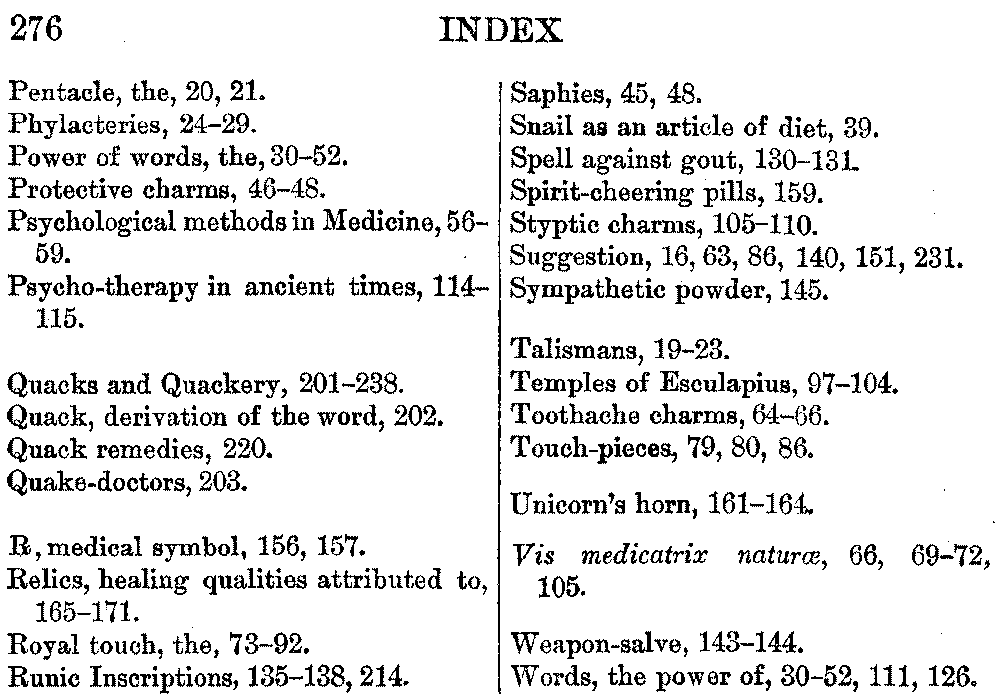 276
INDEX
Pentacle, the, 20, 21.
Phylacteries, 24–29.
Power of words, the, 30–52.
Protective charms, 46–48.
Psychological methods in Medicine, 56–
59.
Psycho-therapy in ancient times, 114–
115.
Quacks and Quackery, 201–238.
Quack, derivation of the word, 202.
Quack remedies, 220.
Quake-doctors, 203.
℞, medical symbol, 156, 157.
Relics, healing qualities attributed to,
165–171.
Royal touch, the, 73–92.
Runic Inscriptions, 135–138, 214.
Saphies, 45, 48.
Snail as an article of diet, 39.
Spell against gout, 130–131.
Spirit-cheering pills, 159.
Styptic charms, 105–110.
Suggestion, 16, 63, 86, 140, 151, 231.
Sympathetic powder, 145.
Talismans, 19–23.
Temples of Esculapius, 97–104.
Toothache charms, 64–66.
Touch-pieces, 79, 80, 86.
Unicorn's horn, 161–164.
Vis medicatrix naturæ, 66, 69–72,
105.
Weapon-salve, 143–144.
Words, the power of, 30–52, 111, 126.